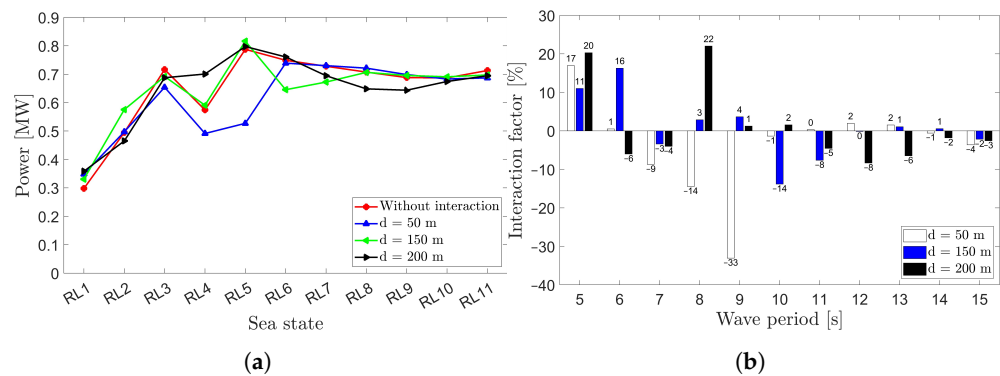 0.9
0.8
0.7
0.6
0.5
0.4
0.3
0.2
0.1
0
Power [MW]
RL1 RL2 RL3 RL4 RL5 RL6 RL7 RL8 RL9 RL10 RL11
Sea state
Without interaction
d = 50 m
d = 150 m
d = 200 m
(a)
30
20
10
0
−10
−20
−30
−40
Interaction factor [%]
17 11 20
1 16 −6
−9 −3 −4
−14 3 22
−33 4 1
−1 −14 2
0 −8 −5
2 0 −8
2 1 −6
−1 1 −2
−4 −2 −3
d = 50 m
d = 150 m
d = 200 m
5 6 7 8 9 10 11 12 13 14 15
Wave period [s]
(b)